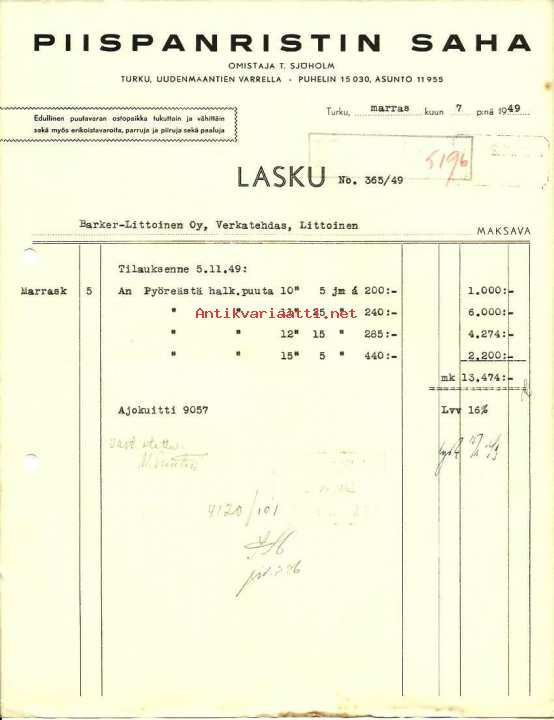 PIISPANRISTIN SAHA
OMISTAJA T. SJÖHOLM
TURKU, UUDENMAANTIEN VARRELLA - PUHELIN 15 030, ASUNTO 11 955
Edullinen puutavaran ostopaikka tukuttain ja vähittäin
sekä myös erikoistavaroita, parruja ja piiruja sekä paaluja
Turku, marras kuun 7 p:nä 1949
5196
LASKU No. 365/49
Barker-Littoinen Oy, Verkatehdas, Littoinen
MAKSAVA
Tilauksenne 5.11.49:
Marrask 5 An Pyöreästä halk.puuta 10" 5 jm á 200:- 1.000:-
" " 11" 25 " 240:- 6.000:-
Antikvariaatti.net
" " 12" 15 " 285:- 4.274:-
" " 15" 5 " 440:- 2.200:-
mk 13,474:-
Ajokuitti 9057 Lvv 16%
4120/101